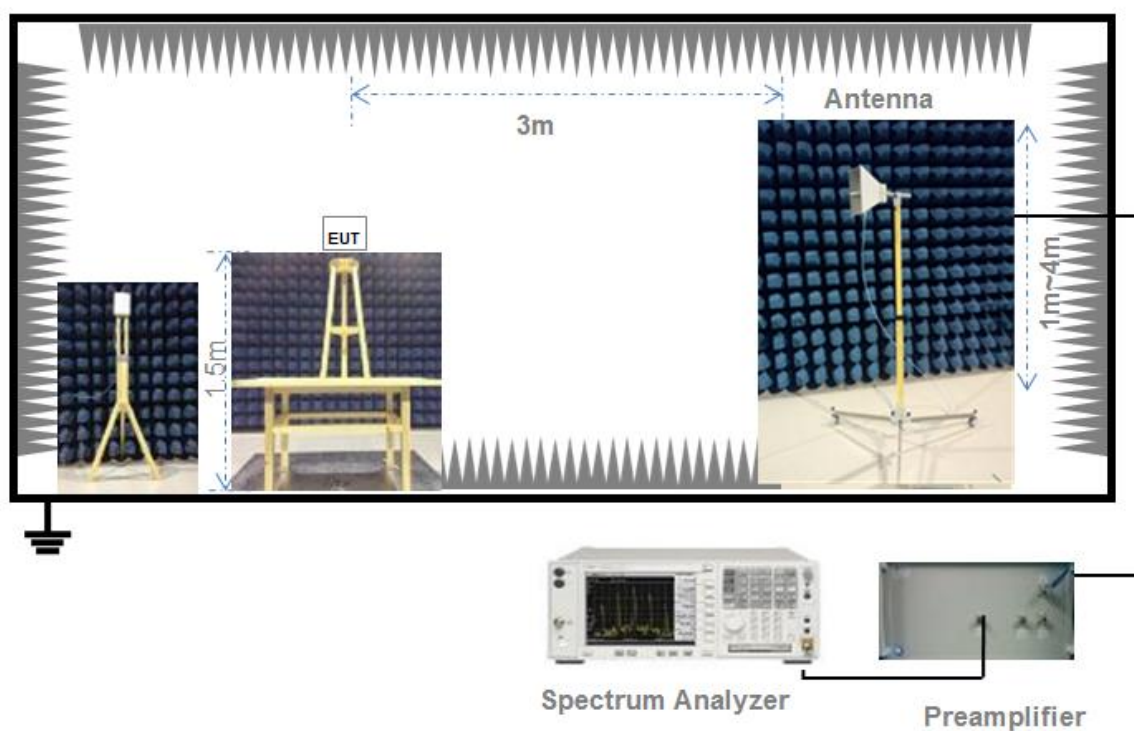 Antenna
3m
EUT
1.5m
1m~4m
Spectrum Analyzer
Preamplifier